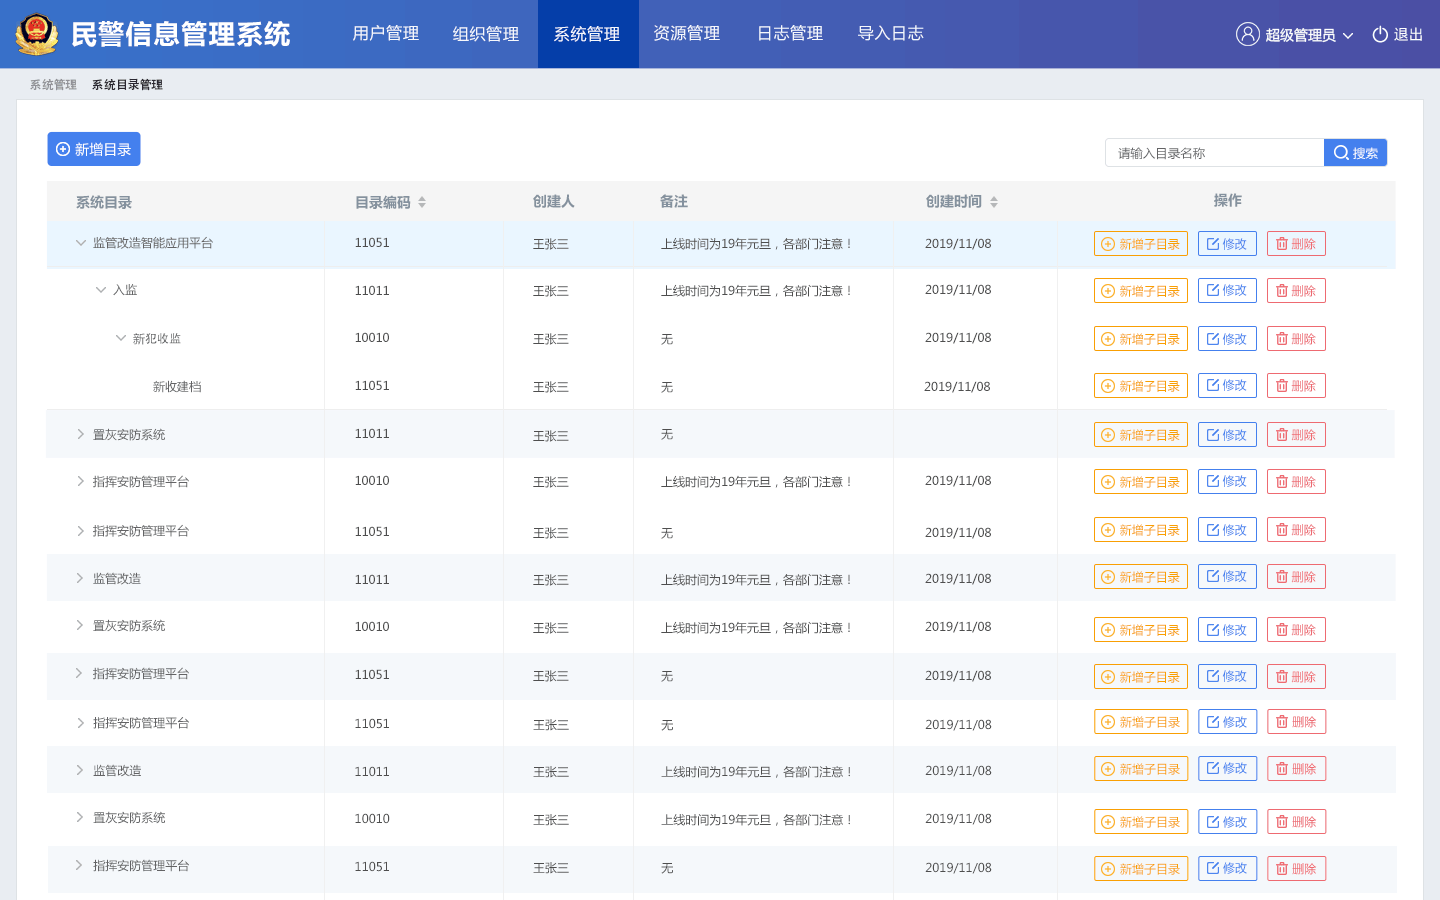 民警信息管理系统 用户管理 组织管理 系统管理 资源管理 日志管理 导入日志 超级管理员 退出
系统管理 系统目录管理
新增目录 请输入目录名称 搜索
系统目录 目录编码 创建人 备注 创建时间 操作
监管改造智能应用平台 11051 王张三 上线时间为19年元旦，各部门注意！ 2019/11/08 新增子目录 修改 删除
入监 11011 王张三 上线时间为19年元旦，各部门注意！ 2019/11/08 新增子目录 修改 删除
新犯收监 10010 王张三 无 2019/11/08 新增子目录 修改 删除
新收建档 11051 王张三 无 2019/11/08 新增子目录 修改 删除
置灰安防系统 11011 王张三 无 新增子目录 修改 删除
指挥安防管理平台 10010 王张三 上线时间为19年元旦，各部门注意！ 2019/11/08 新增子目录 修改 删除
指挥安防管理平台 11051 王张三 无 2019/11/08 新增子目录 修改 删除
监管改造 11011 王张三 上线时间为19年元旦，各部门注意！ 2019/11/08 新增子目录 修改 删除
置灰安防系统 10010 王张三 上线时间为19年元旦，各部门注意！ 2019/11/08 新增子目录 修改 删除
指挥安防管理平台 11051 王张三 无 2019/11/08 新增子目录 修改 删除
指挥安防管理平台 11051 王张三 无 2019/11/08 新增子目录 修改 删除
监管改造 11011 王张三 上线时间为19年元旦，各部门注意！ 2019/11/08 新增子目录 修改 删除
置灰安防系统 10010 王张三 上线时间为19年元旦，各部门注意！ 2019/11/08 新增子目录 修改 删除
指挥安防管理平台 11051 王张三 无 2019/11/08 新增子目录 修改 删除